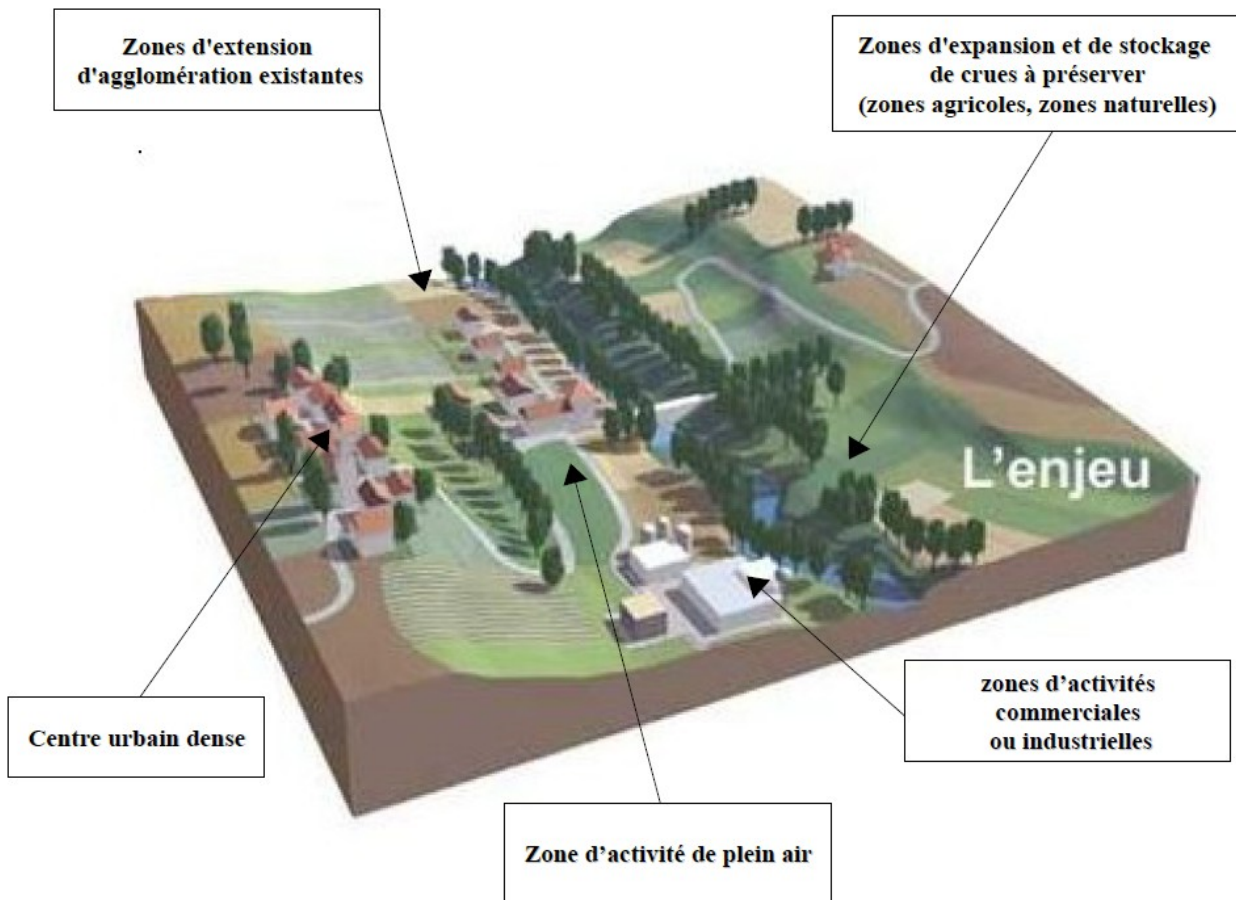 Zones d'extension
d'agglomération existantes
Zones d'expansion et de stockage
de crues à préserver
(zones agricoles, zones naturelles)
L'enjeu
Centre urbain dense
zones d’activités
commerciales
ou industrielles
Zone d’activité de plein air